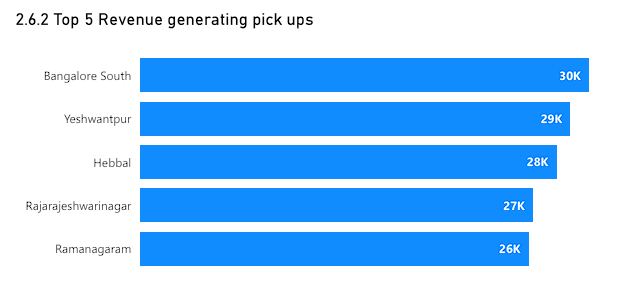 2.6.2 Top 5 Revenue generating pick ups
Bangalore South 30K
Yeshwantpur 29K
Hebbal 28K
Rajarajeshwarinagar 27K
Ramanagaram 26K